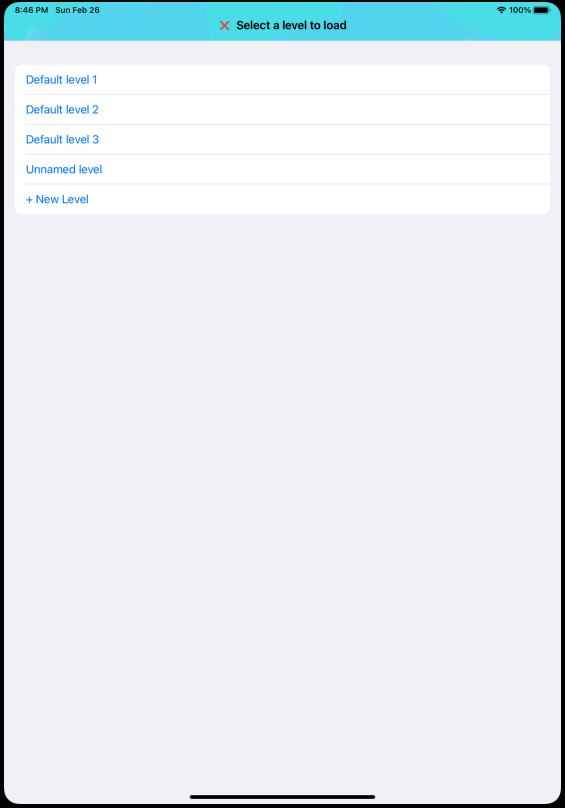 8:46 PM Sun Feb 26 100%
Select a level to load
Default level 1
Default level 2
Default level 3
Unnamed level
+ New Level